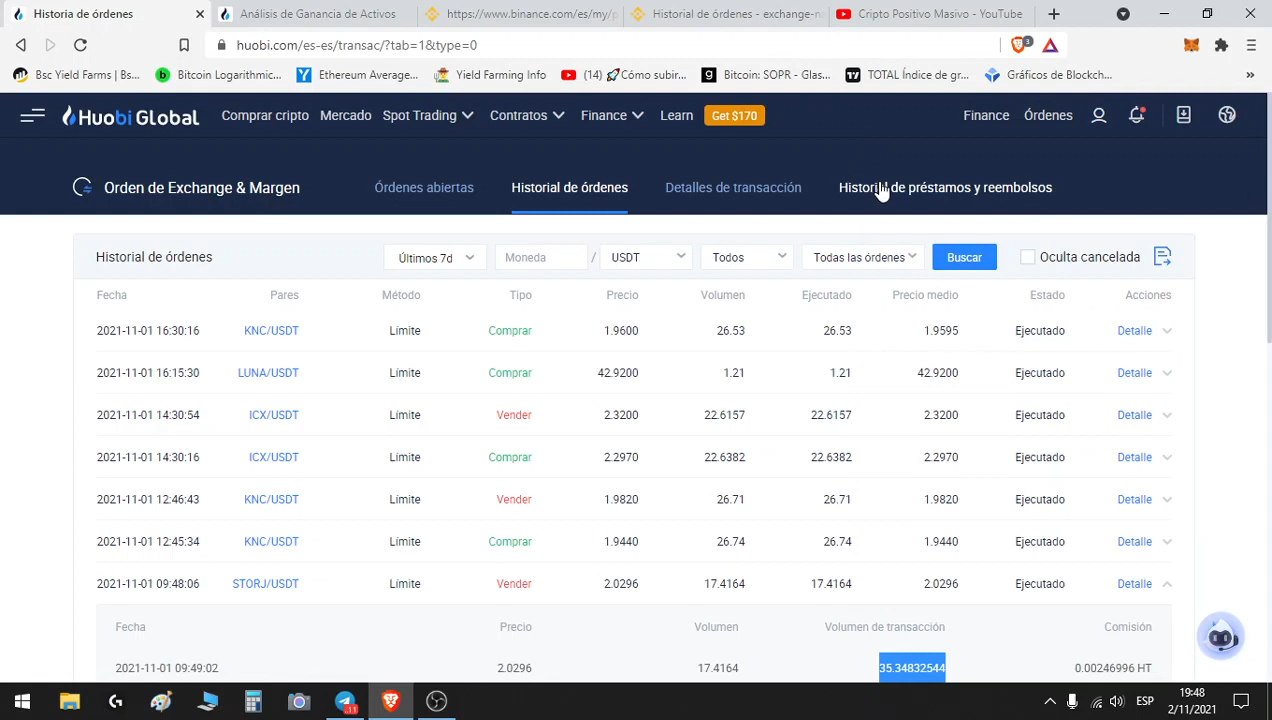 Historial de órdenes
Análisis de Ganancia de Activos
https://www.binance.com/es/my/
Historial de órdenes - exchange-
Cripto Positivo Masivo - YouTube
huobi.com/es-es/transac/?tab=1&type=0
3
Bsc Yield Farms | Bs...
Bitcoin Logarithmic...
Ethereum Average...
Yield Farming Info
(14) 🚀Cómo subir...
Bitcoin: SOPR - Glas...
TOTAL Índice de gr...
Gráficos de Blockch...
Huobi Global
Comprar cripto
Mercado
Spot Trading
Contratos
Finance
Learn
Get $170
Finance
Órdenes
Orden de Exchange & Margen
Órdenes abiertas
Historial de órdenes
Detalles de transacción
Historial de préstamos y reembolsos
Historial de órdenes
Últimos 7d
Moneda
/
USDT
Todos
Todas las órdenes
Buscar
Oculta cancelada
Fecha Pares Método Tipo Precio Volumen Ejecutado Precio medio Estado Acciones
2021-11-01 16:30:16 KNC/USDT Límite Comprar 1.9600 26.53 26.53 1.9595 Ejecutado Detalle
2021-11-01 16:15:30 LUNA/USDT Límite Comprar 42.9200 1.21 1.21 42.9200 Ejecutado Detalle
2021-11-01 14:30:54 ICX/USDT Límite Vender 2.3200 22.6157 22.6157 2.3200 Ejecutado Detalle
2021-11-01 14:30:16 ICX/USDT Límite Comprar 2.2970 22.6382 22.6382 2.2970 Ejecutado Detalle
2021-11-01 12:46:43 KNC/USDT Límite Vender 1.9820 26.71 26.71 1.9820 Ejecutado Detalle
2021-11-01 12:45:34 KNC/USDT Límite Comprar 1.9440 26.74 26.74 1.9440 Ejecutado Detalle
2021-11-01 09:48:06 STORJ/USDT Límite Vender 2.0296 17.4164 17.4164 2.0296 Ejecutado Detalle
Fecha Precio Volumen Volumen de transacción Comisión
2021-11-01 09:49:02 2.0296 17.4164 35.34832544 0.00246996 HT
11
ESP
19:48
2/11/2021